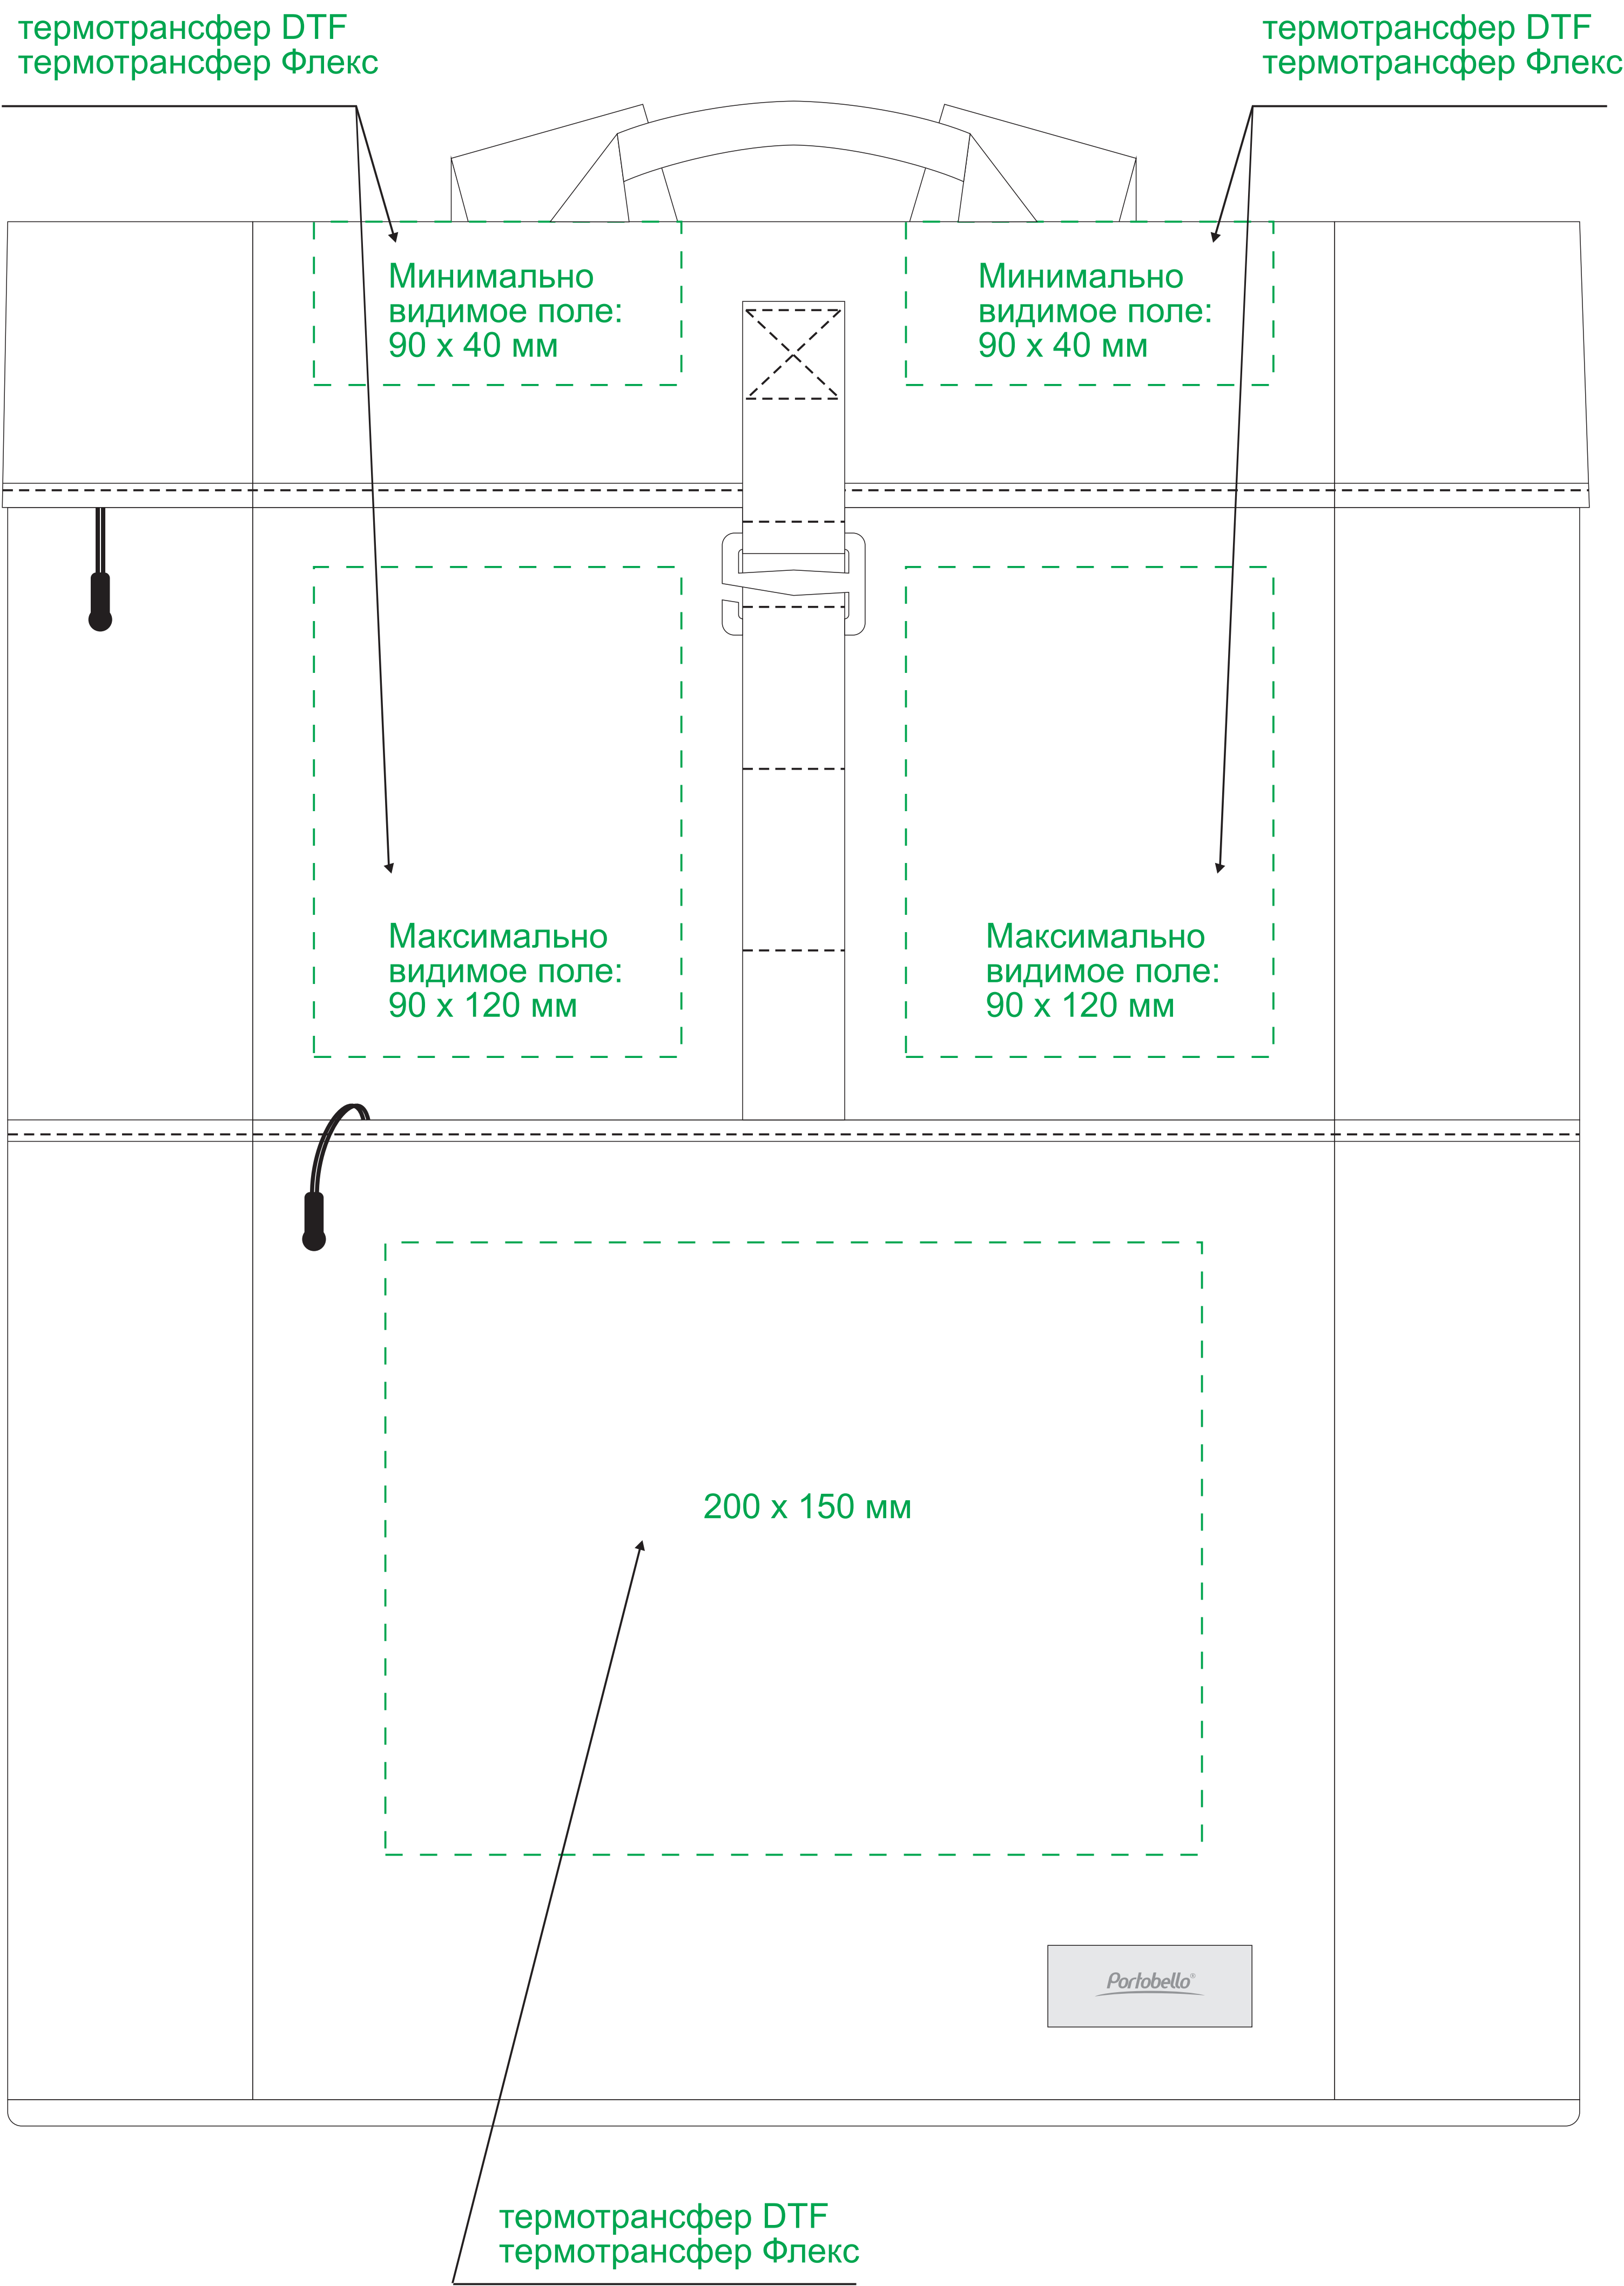 термотрансфер DTF
термотрансфер Флекс
термотрансфер DTF
термотрансфер Флекс
Минимально
видимое поле:
90 х 40 мм
Минимально
видимое поле:
90 х 40 мм
Максимально
видимое поле:
90 х 120 мм
Максимально
видимое поле:
90 х 120 мм
200 х 150 мм
Portobello®
термотрансфер DTF
термотрансфер Флекс